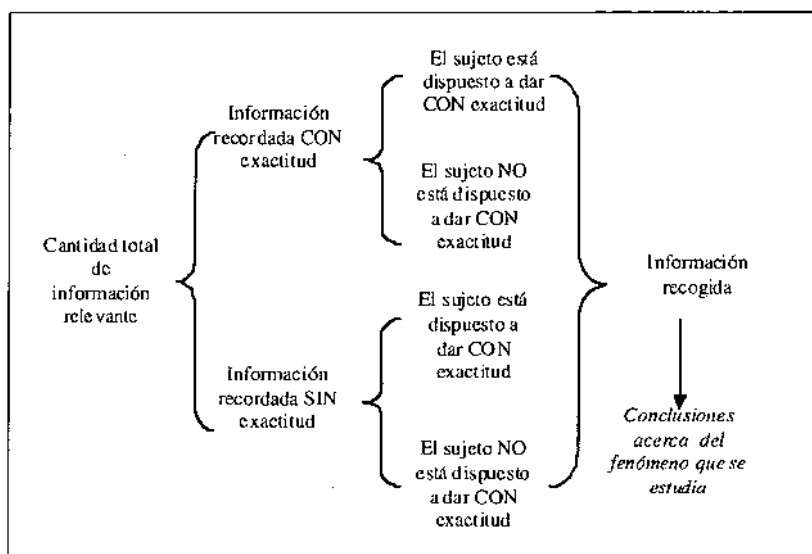 Cantidad total
de
información
relevante
Información
recordada CON
exactitud
Información
recordada SIN
exactitud
El sujeto está
dispuesto a dar
CON exactitud
El sujeto NO
está dispuesto
a dar CON
exactitud
El sujeto está
dispuesto a
dar CON
exactitud
El sujeto NO
está dispuesto
a dar CON
exactitud
Información
recogida
Conclusiones
acerca del
fenómeno que se
estudia